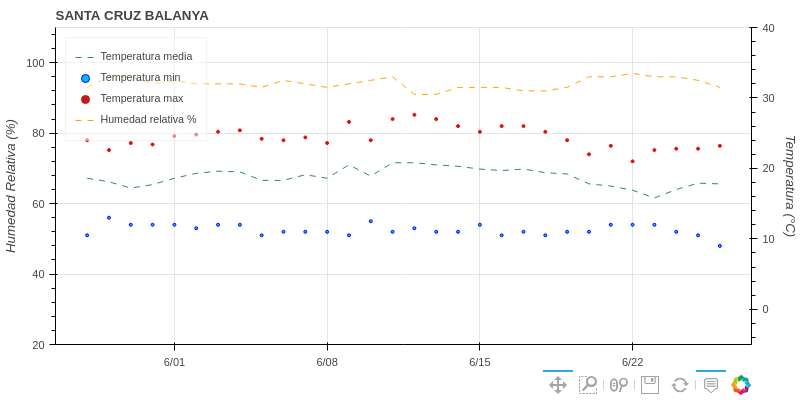 SANTA CRUZ BALANYA
Temperatura media
Temperatura min
Temperatura max
Humedad relativa %
Humedad Relativa (%)
100
80
60
40
20
40
30
20
10
0
Temperatura (°C)
6/01
6/08
6/15
6/22